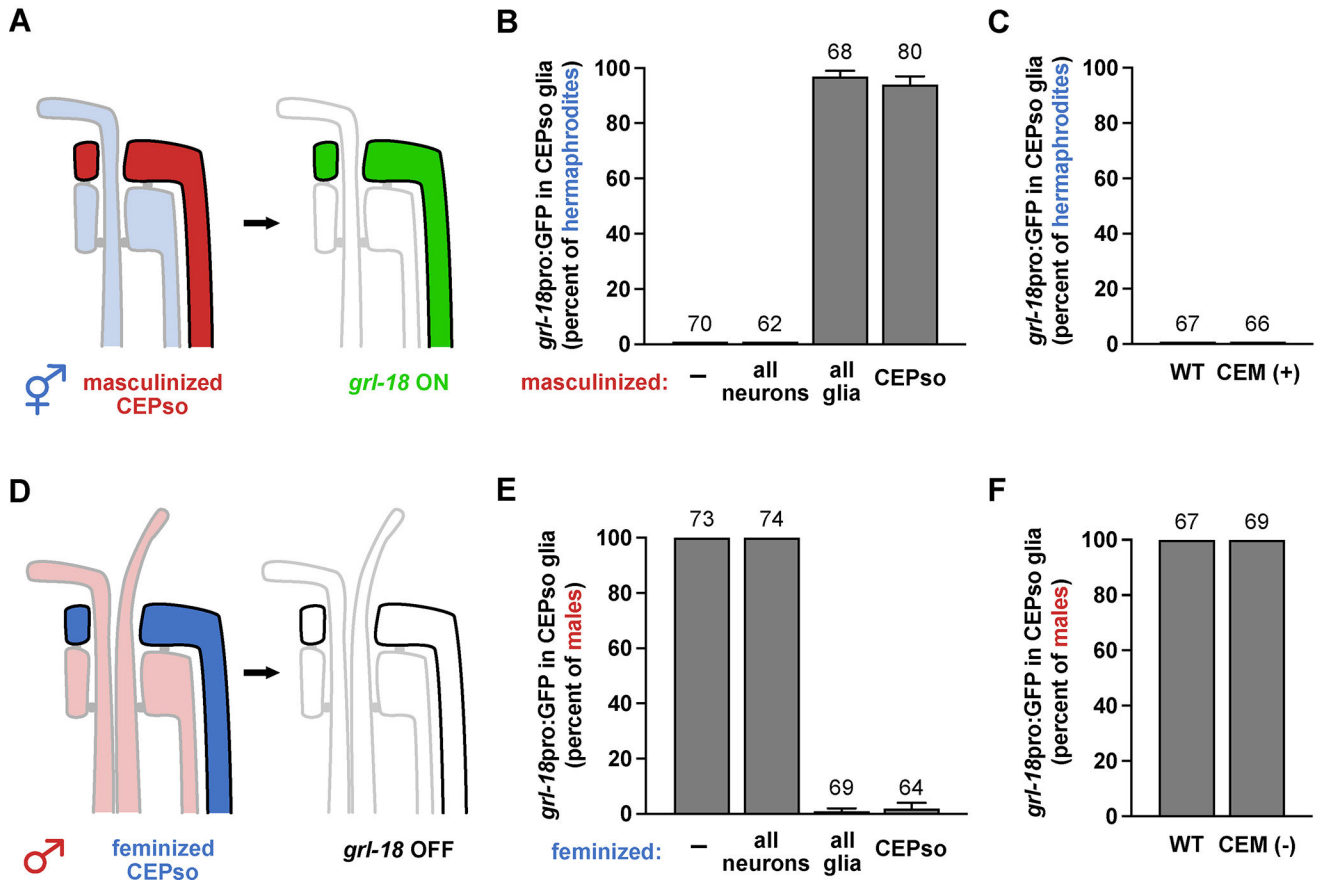 A
masculinized
CEPso
grl-18 ON
B
grl-18pro:GFP in CEPso glia
(percent of hermaphrodites)
100
80
60
40
20
0
70
62
68
80
masculinized:
–
all
neurons
all
glia
CEPso
C
grl-18pro:GFP in CEPso glia
(percent of hermaphrodites)
100
80
60
40
20
0
67
66
WT
CEM (+)
D
feminized
CEPso
grl-18 OFF
E
grl-18pro:GFP in CEPso glia
(percent of males)
100
80
60
40
20
0
73
74
69
64
feminized:
–
all
neurons
all
glia
CEPso
F
grl-18pro:GFP in CEPso glia
(percent of males)
100
80
60
40
20
0
67
69
WT
CEM (-)